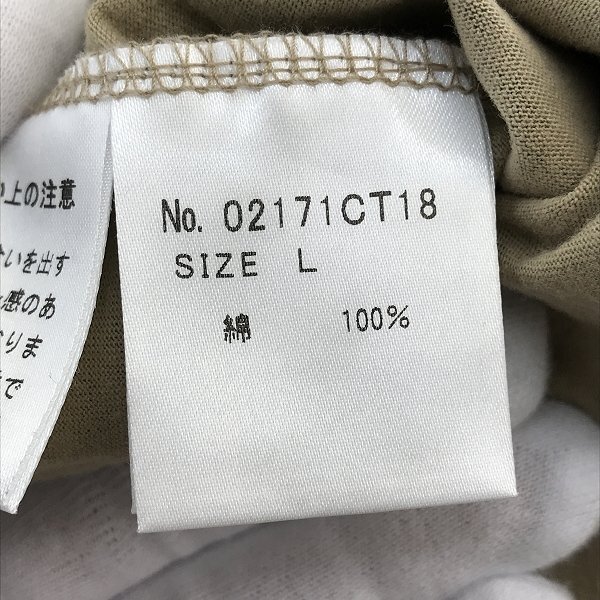 上の注意
いを出す
感のあ
りま
で
No. 02171CT18
SIZE L
綿 100%